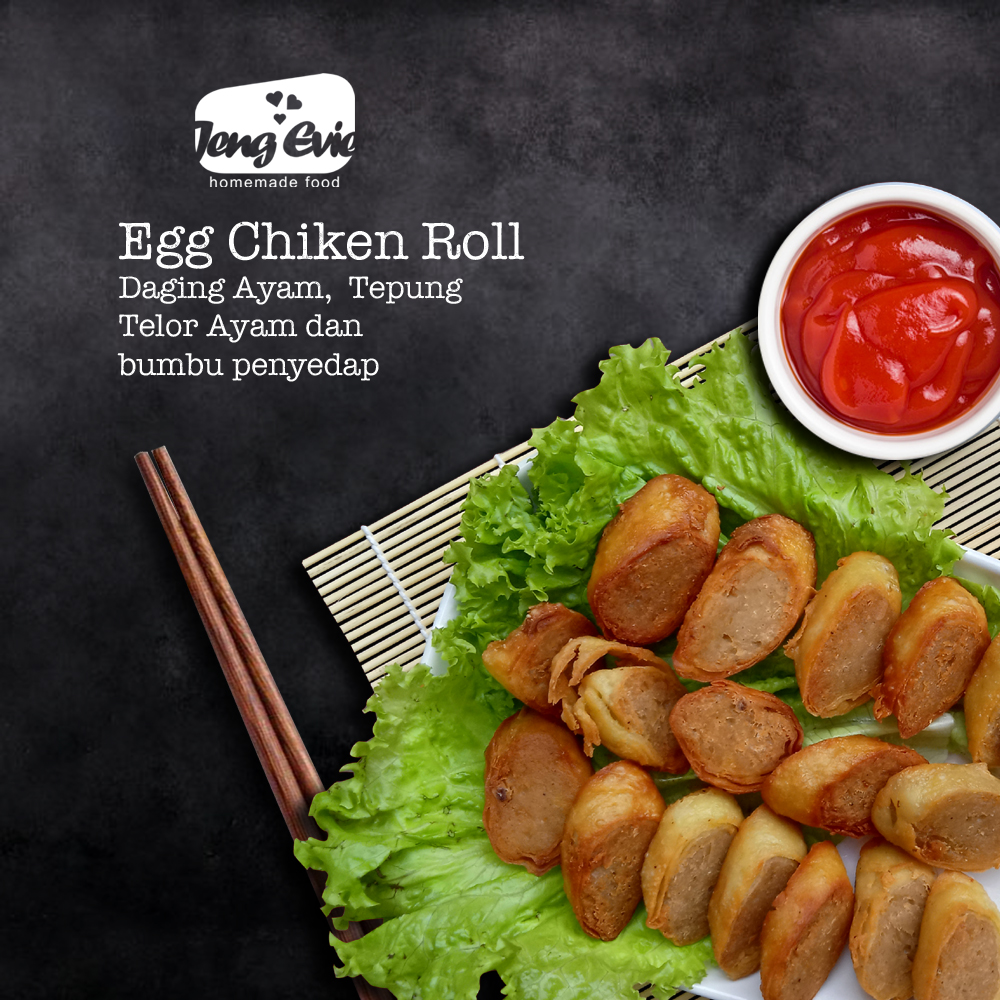 Jeng Evie
homemade food
Egg Chiken Roll
Daging Ayam, Tepung
Telor Ayam dan
bumbu penyedap